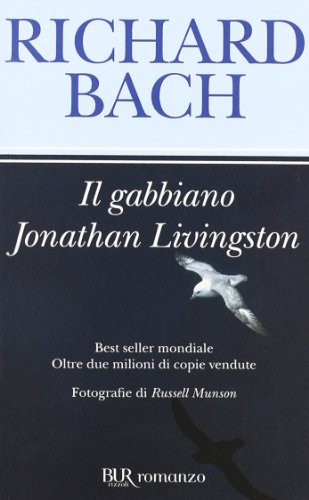 RICHARD
BACH
Il gabbiano
Jonathan Livingston
Best seller mondiale
Oltre due milioni di copie vendute
Fotografie di Russell Munson
BUR romanzo
rizzoli